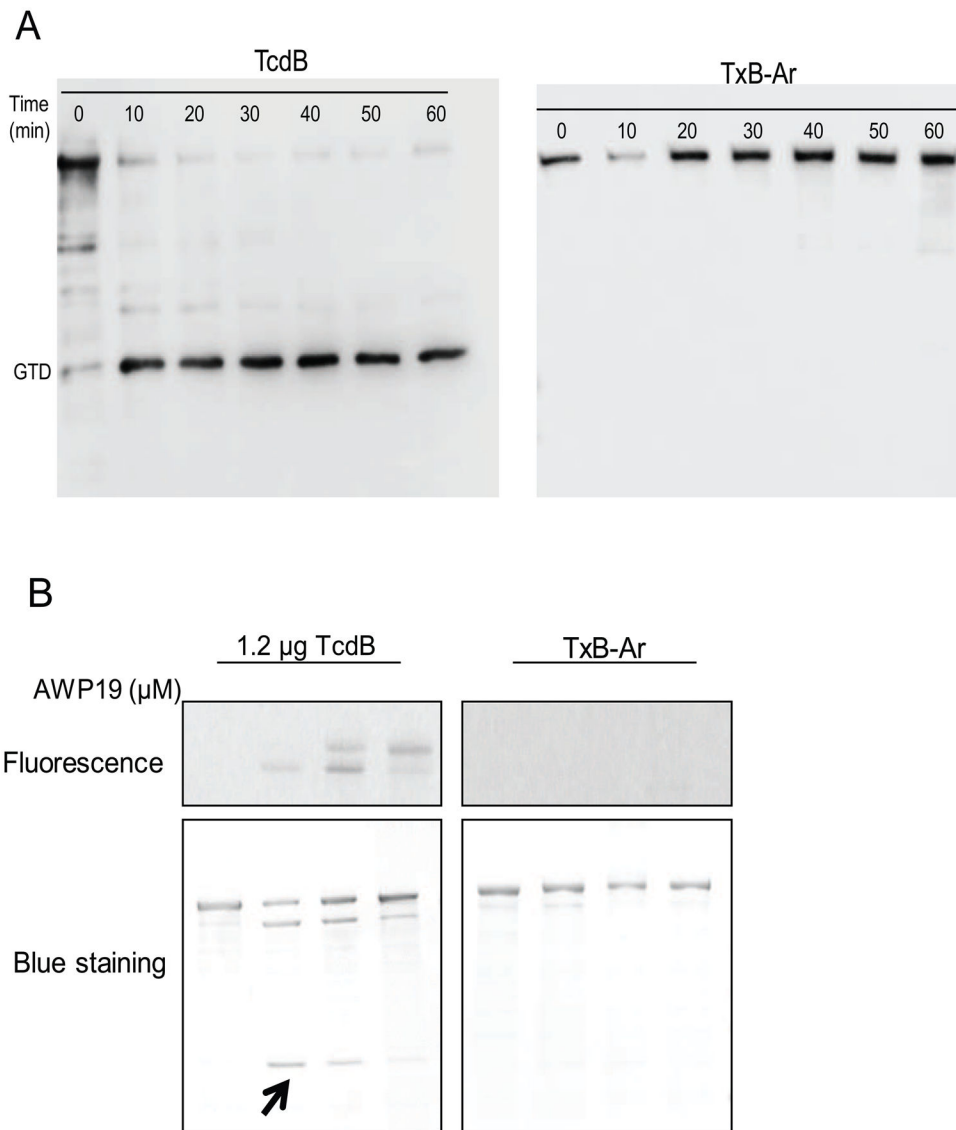 A
TcdB
TxB-Ar
Time (min)
0 10 20 30 40 50 60
0 10 20 30 40 50 60
GTD
B
1.2 µg TcdB
TxB-Ar
AWP19 (µM)
Fluorescence
Blue staining